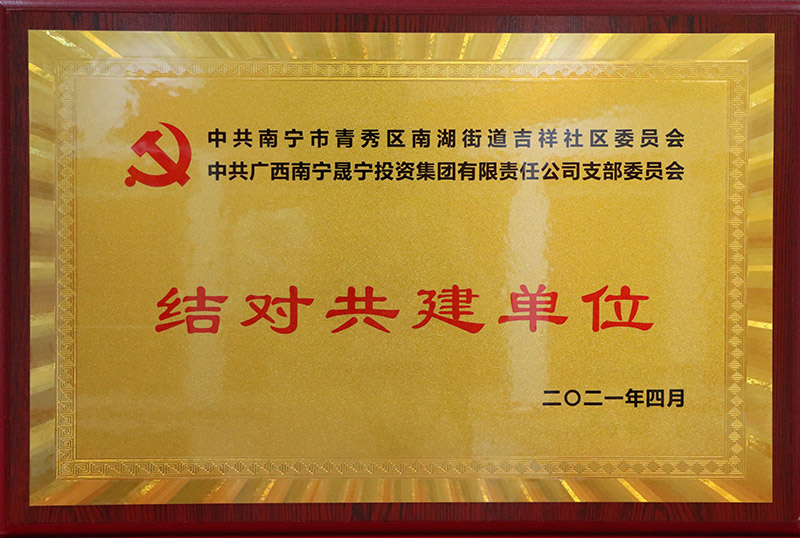 中共南宁市青秀区南湖街道吉祥社区委员会
中共广西南宁晟宁投资集团有限责任公司支部委员会
结对共建单位
二〇二一年四月